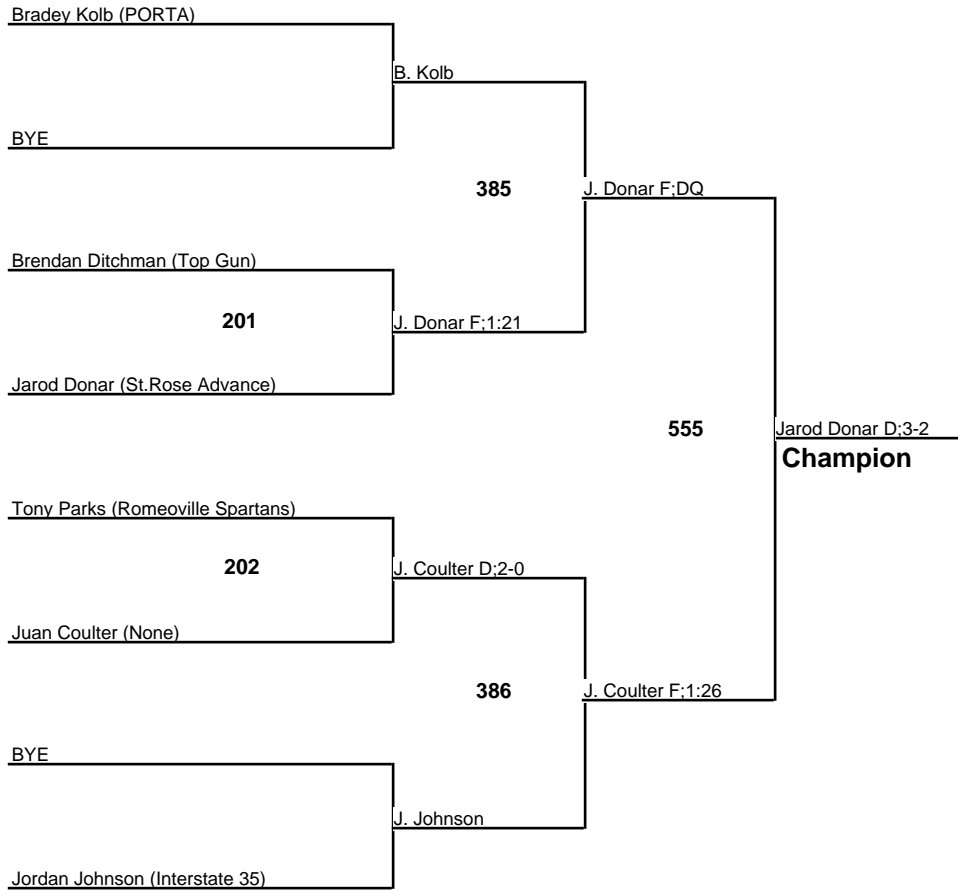 Bradey Kolb (PORTA)
B. Kolb
BYE
385
J. Donar F;DQ
Brendan Ditchman (Top Gun)
201
J. Donar F;1:21
Jarod Donar (St.Rose Advance)
555
Jarod Donar D;3-2
Champion
Tony Parks (Romeoville Spartans)
202
J. Coulter D;2-0
Juan Coulter (None)
386
J. Coulter F;1:26
BYE
J. Johnson
Jordan Johnson (Interstate 35)